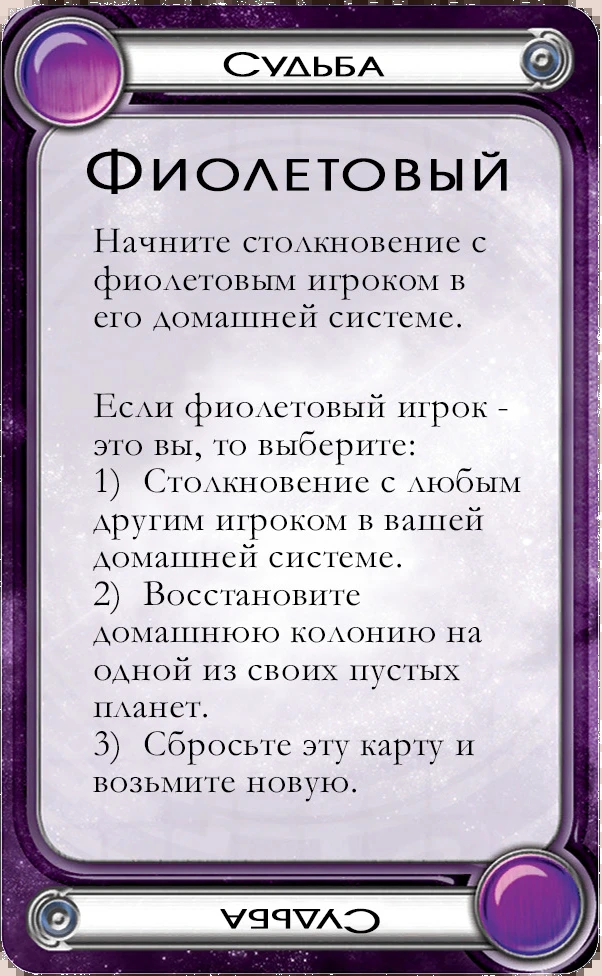 Судьба
Фиолетовый
Начните столкновение с
фиолетовым игроком в
его домашней системе.
Если фиолетовый игрок -
это вы, то выберите:
1) Столкновение с любым
другим игроком в вашей
домашней системе.
2) Восстановите
домашнюю колонию на
одной из своих пустых
планет.
3) Сбросьте эту карту и
возьмите новую.
Судьба